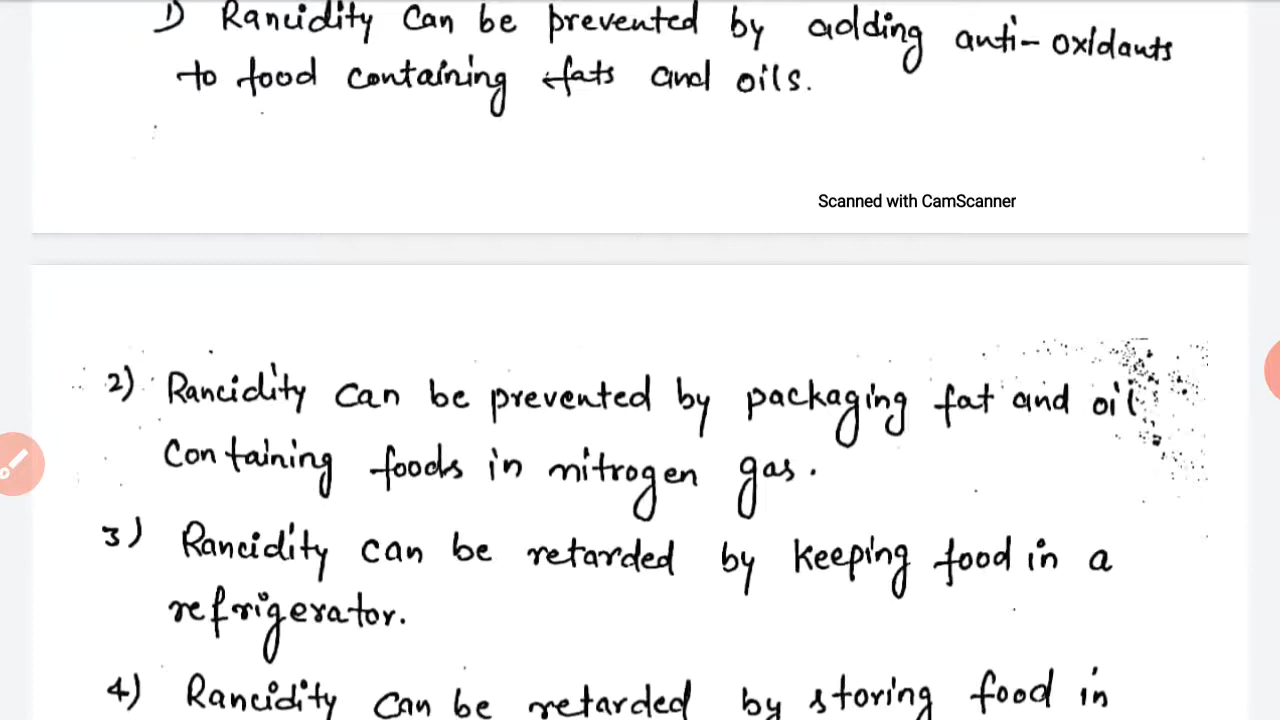 1) Rancidity can be prevented by adding anti-oxidants
to food containing fats and oils.
Scanned with CamScanner
2) Rancidity can be prevented by packaging fat and oil
containing foods in nitrogen gas.
3) Rancidity can be retarded by keeping food in a
refrigerator.
4) Rancidity can be retarded by storing food in